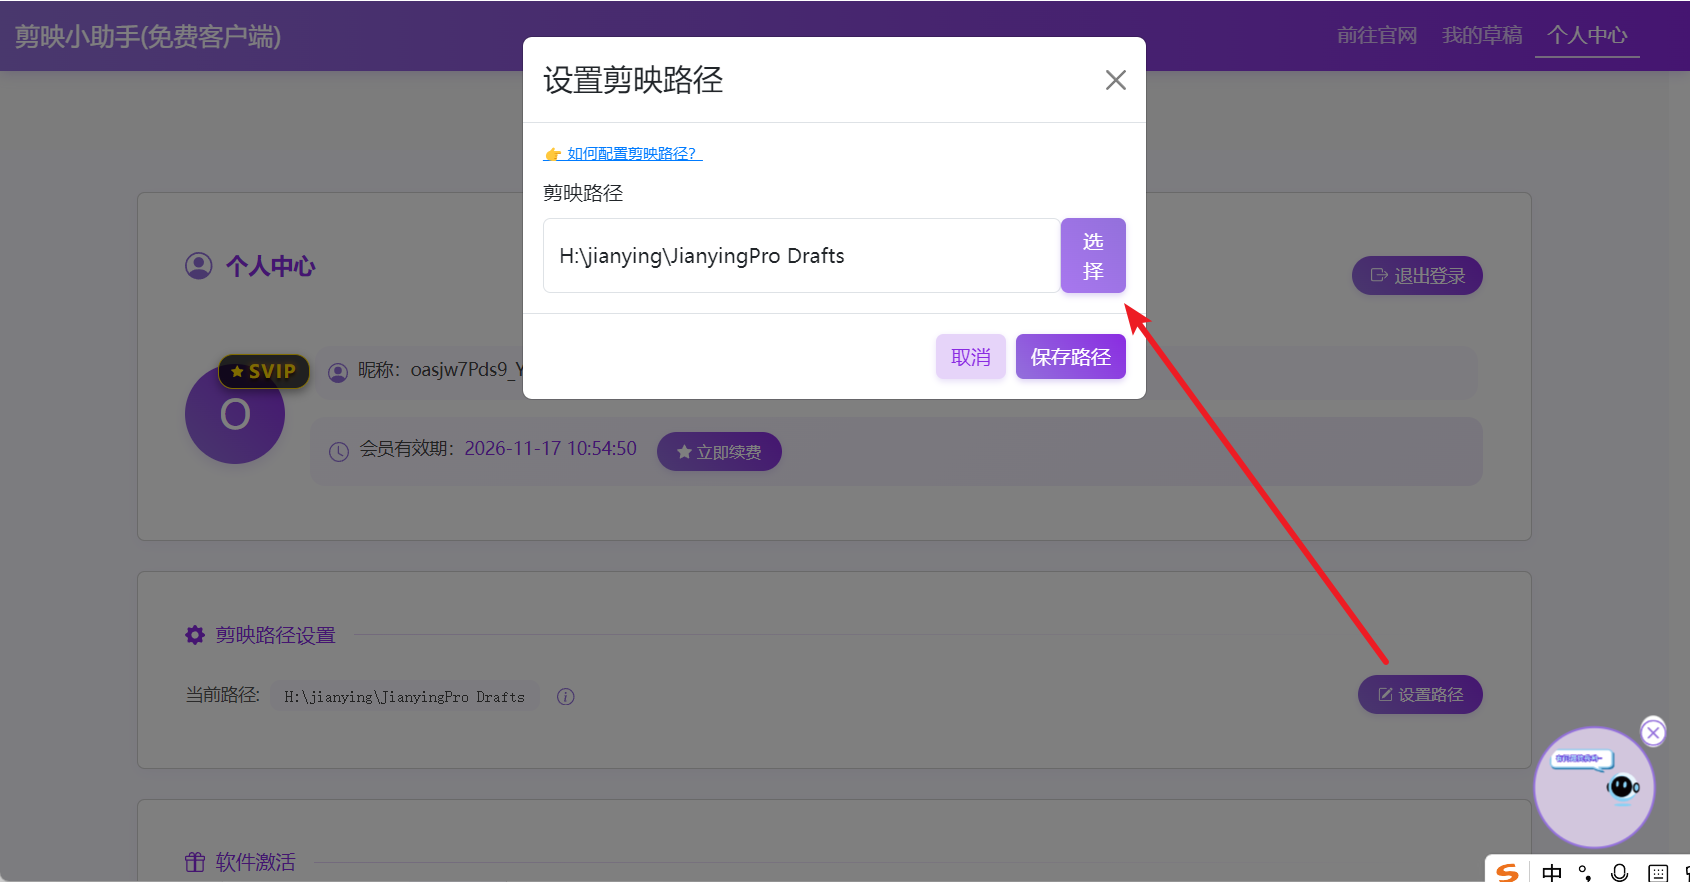 剪映小助手(免费客户端)
前往官网
我的草稿
个人中心
设置剪映路径
👉 如何配置剪映路径?
剪映路径
H:\jianying\JianyingPro Drafts
选择
取消
保存路径
个人中心
退出登录
SVIP
O
昵称：oasjw7Pds9_Y
会员有效期：2026-11-17 10:54:50
立即续费
剪映路径设置
当前路径:
H:\jianying\JianyingPro Drafts
设置路径
软件激活
中